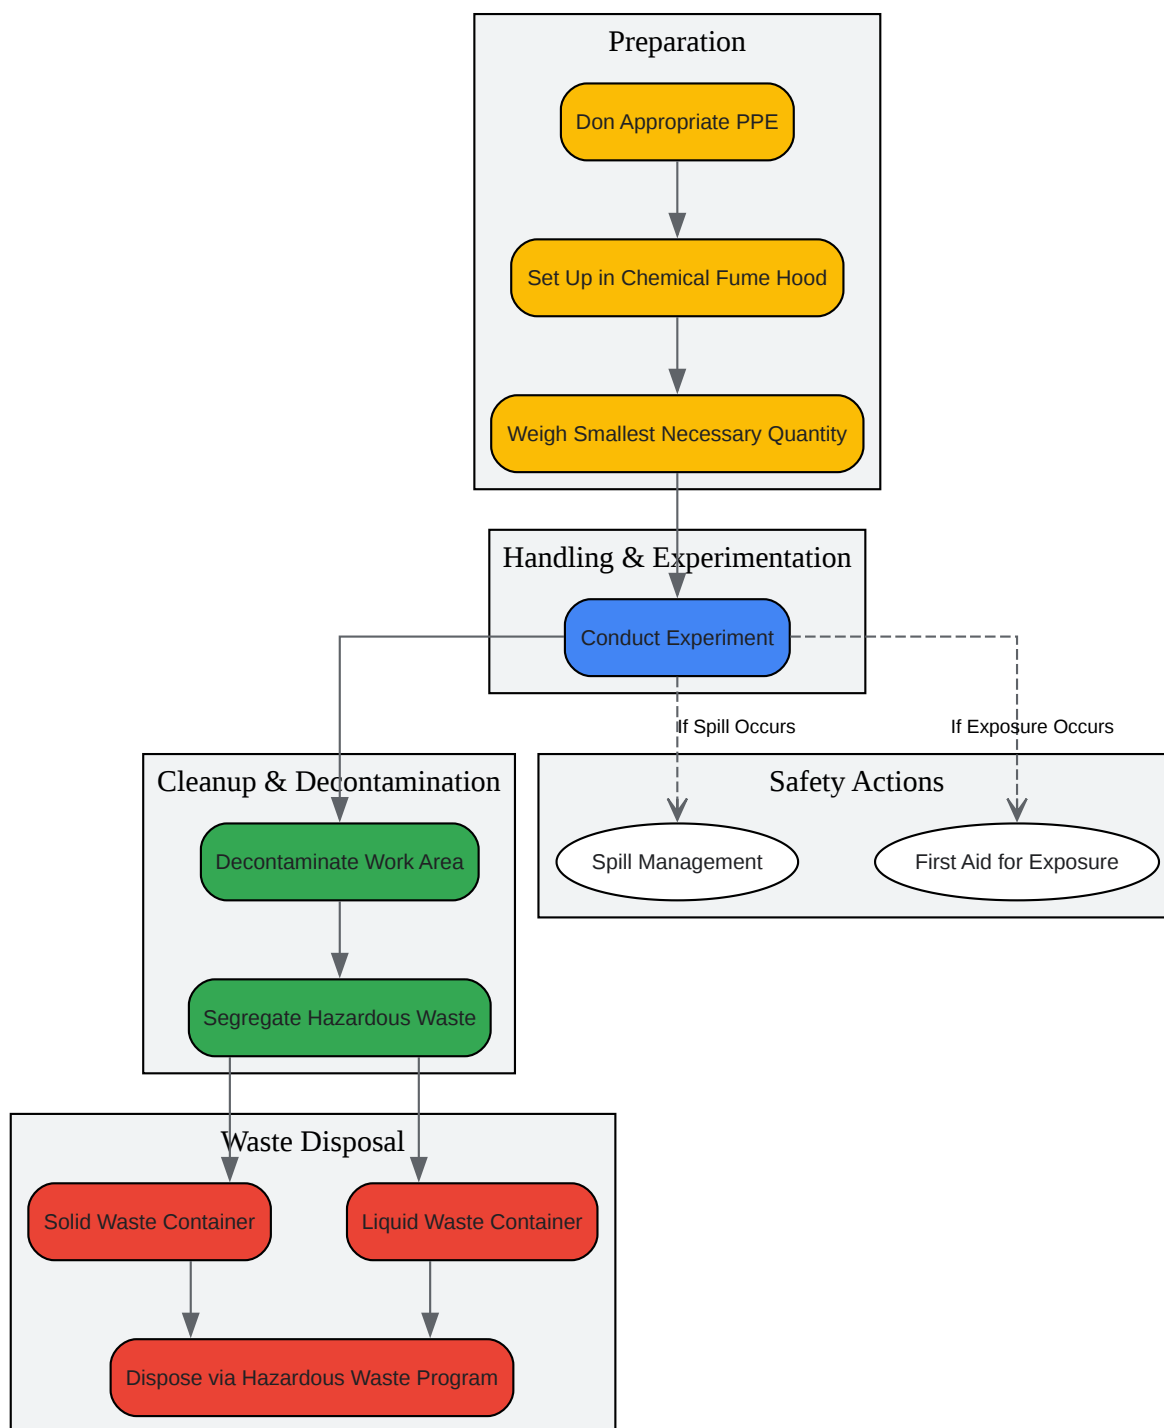 Preparation
Don Appropriate PPE
Set Up in Chemical Fume Hood
Weigh Smallest Necessary Quantity
Handling & Experimentation
Conduct Experiment
If Spill Occurs
If Exposure Occurs
Cleanup & Decontamination
Safety Actions
Decontaminate Work Area
Spill Management
First Aid for Exposure
Segregate Hazardous Waste
Waste Disposal
Solid Waste Container
Liquid Waste Container
Dispose via Hazardous Waste Program